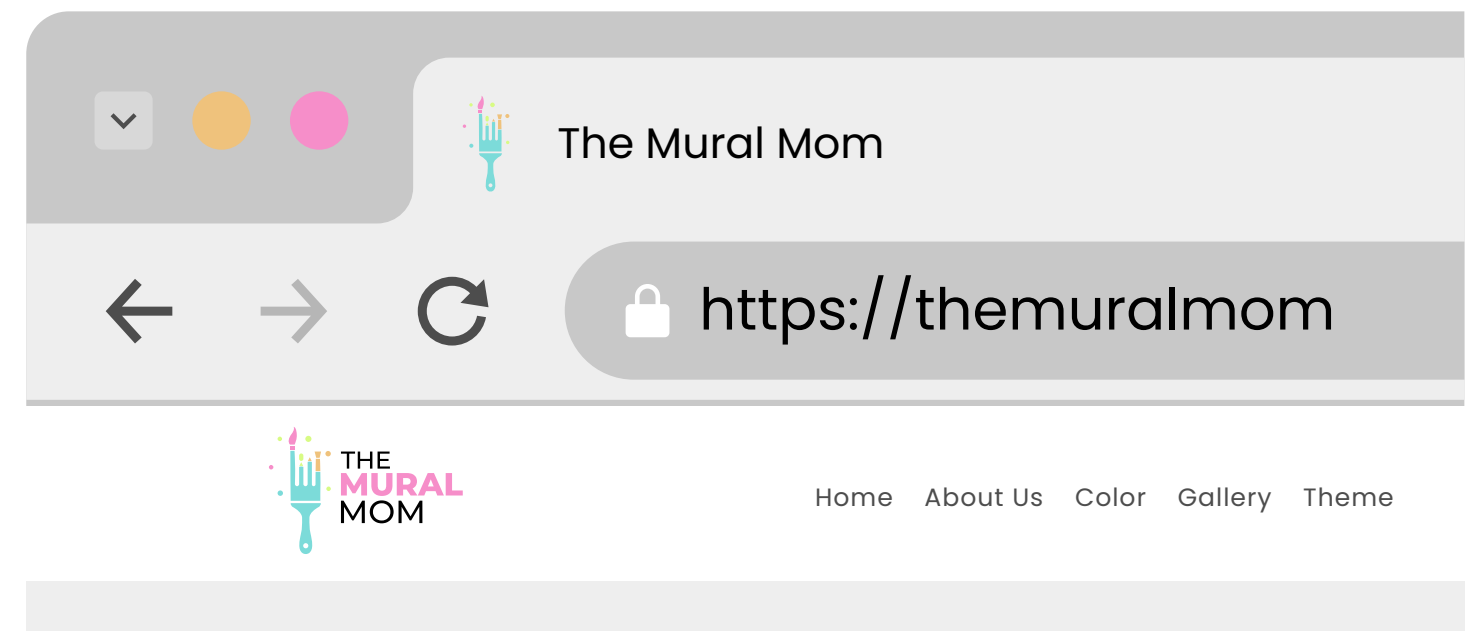 The Mural Mom
https://themuralmom
THE
MURAL
MOM
Home About Us Color Gallery Theme